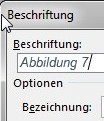 Beschriftung
Beschriftung:
Abbildung 7
Optionen
Bezeichnung: